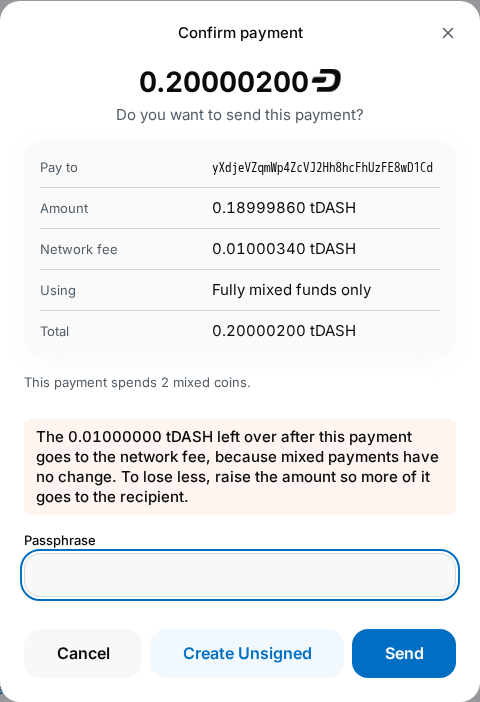 Confirm payment
0.20000200
Do you want to send this payment?
Pay to yXdjeVZqmWp4ZcVJ2Hh8hcFhUzFE8wD1Cd
Amount 0.18999860 tDASH
Network fee 0.01000340 tDASH
Using Fully mixed funds only
Total 0.20000200 tDASH
This payment spends 2 mixed coins.
The 0.01000000 tDASH left over after this payment
goes to the network fee, because mixed payments have
no change. To lose less, raise the amount so more of it
goes to the recipient.
Passphrase
Cancel Create Unsigned Send